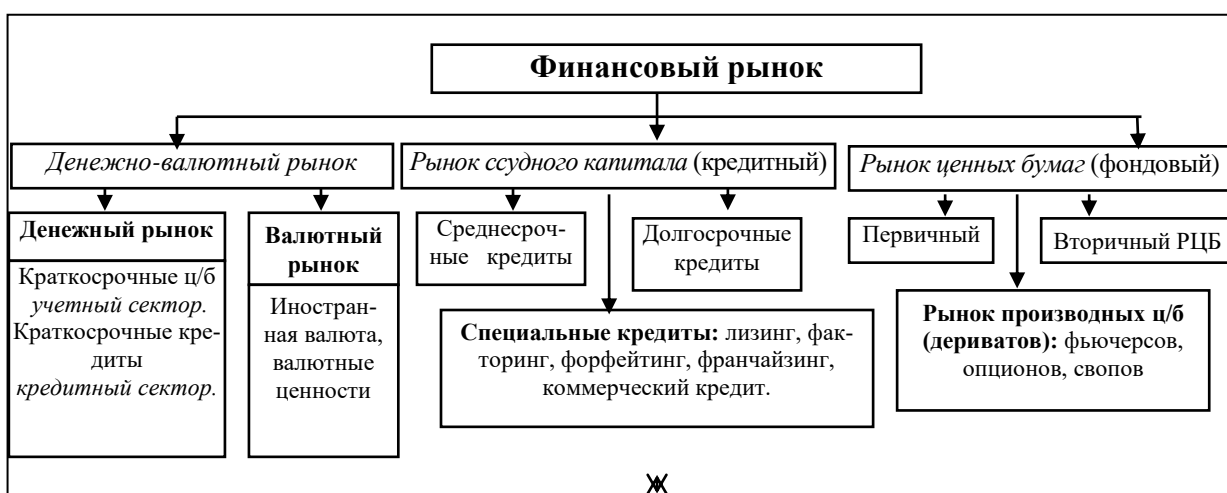 Финансовый рынок
Денежно-валютный рынок
Рынок ссудного капитала (кредитный)
Рынок ценных бумаг (фондовый)
Денежный рынок
Краткосрочные ц/б
учетный сектор.
Краткосрочные кре-
диты
кредитный сектор.
Валютный
рынок
Иностран-
ная валюта,
валютные
ценности
Среднесроч-
ные кредиты
Долгосрочные
кредиты
Специальные кредиты: лизинг, фак-
торинг, форфейтинг, франчайзинг,
коммерческий кредит.
Первичный
Вторичный РЦБ
Рынок производных ц/б
(дериватов): фьючерсов,
опционов, свопов